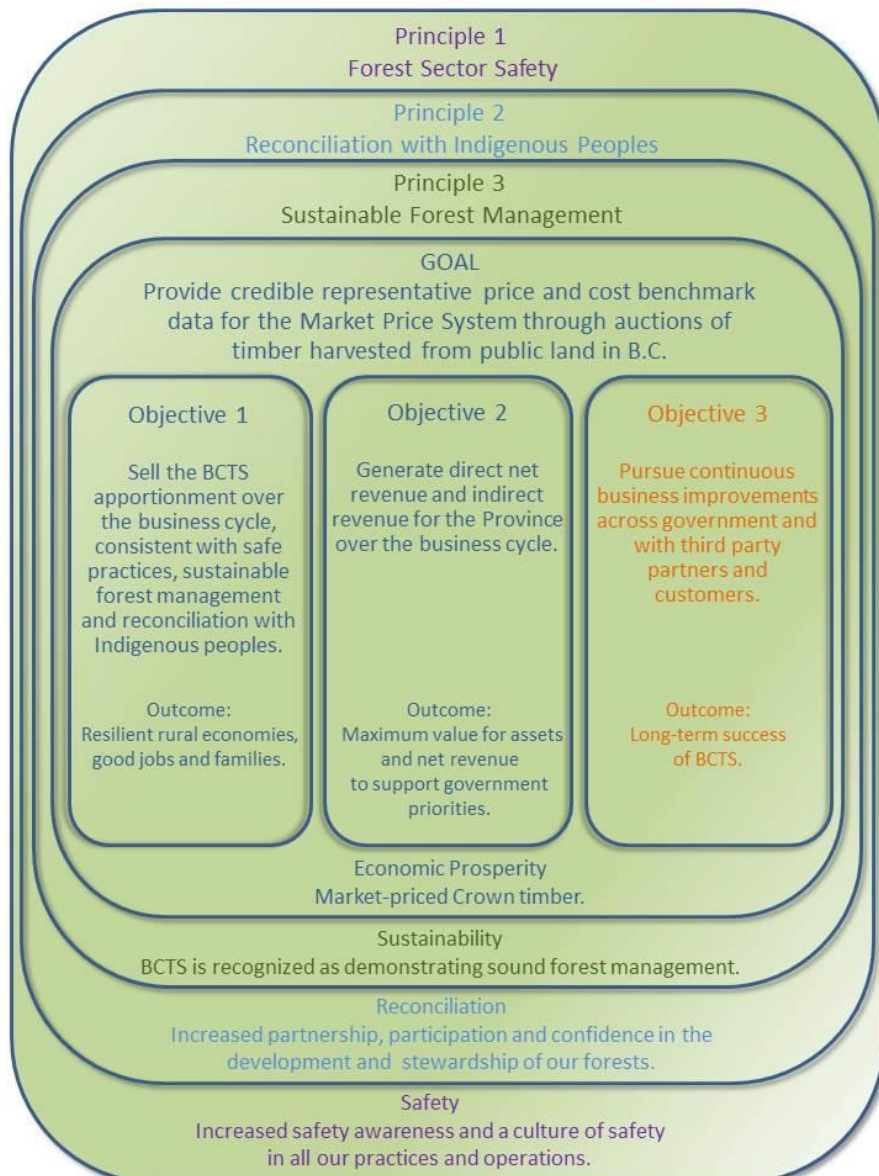 Principle 1
Forest Sector Safety
Principle 2
Reconciliation with Indigenous Peoples
Principle 3
Sustainable Forest Management
GOAL
Provide credible representative price and cost benchmark
data for the Market Price System through auctions of
timber harvested from public land in B.C.
Objective 1
Sell the BCTS
apportionment over
the business cycle,
consistent with safe
practices, sustainable
forest management
and reconciliation with
Indigenous peoples.
Outcome:
Resilient rural economies,
good jobs and families.
Objective 2
Generate direct net
revenue and indirect
revenue for the Province
over the business cycle.
Outcome:
Maximum value for assets
and net revenue
to support government
priorities.
Objective 3
Pursue continuous
business improvements
across government and
with third party
partners and
customers.
Outcome:
Long-term success
of BCTS.
Economic Prosperity
Market-priced Crown timber.
Sustainability
BCTS is recognized as demonstrating sound forest management.
Reconciliation
Increased partnership, participation and confidence in the
development and stewardship of our forests.
Safety
Increased safety awareness and a culture of safety
in all our practices and operations.